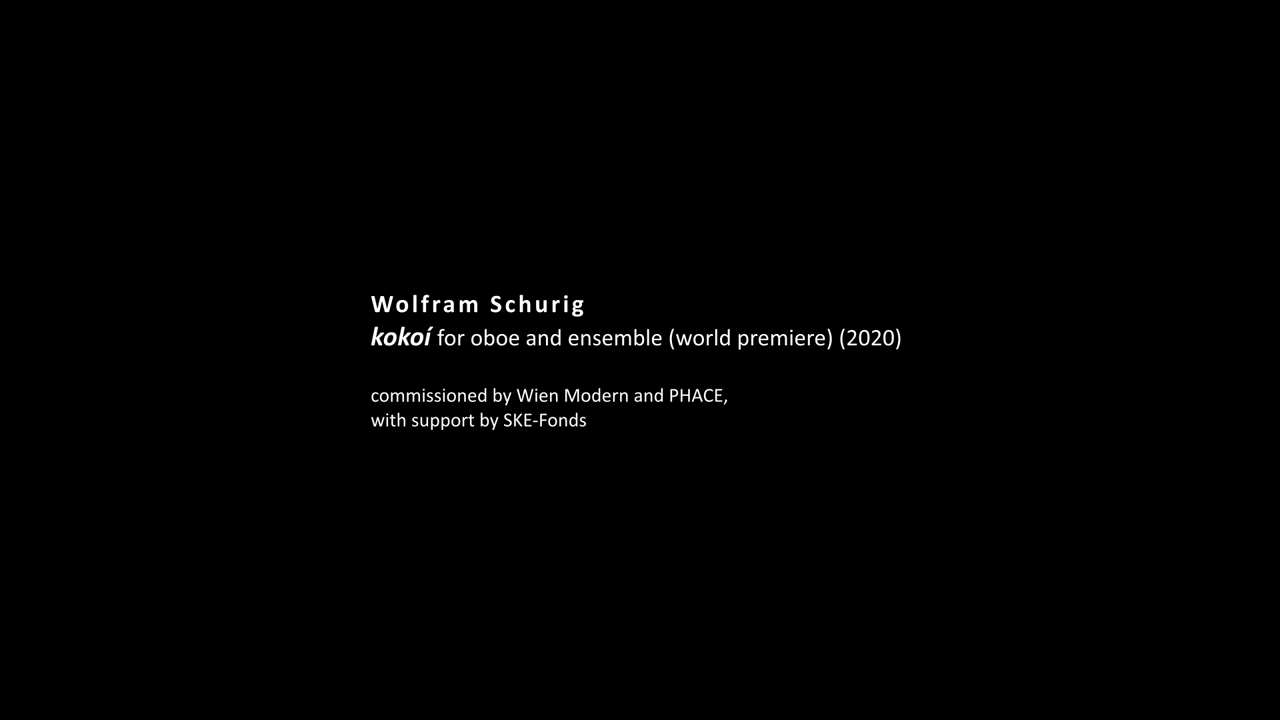 Wolfram Schurig
kokoí for oboe and ensemble (world premiere) (2020)
commissioned by Wien Modern and PHACE,
with support by SKE-Fonds